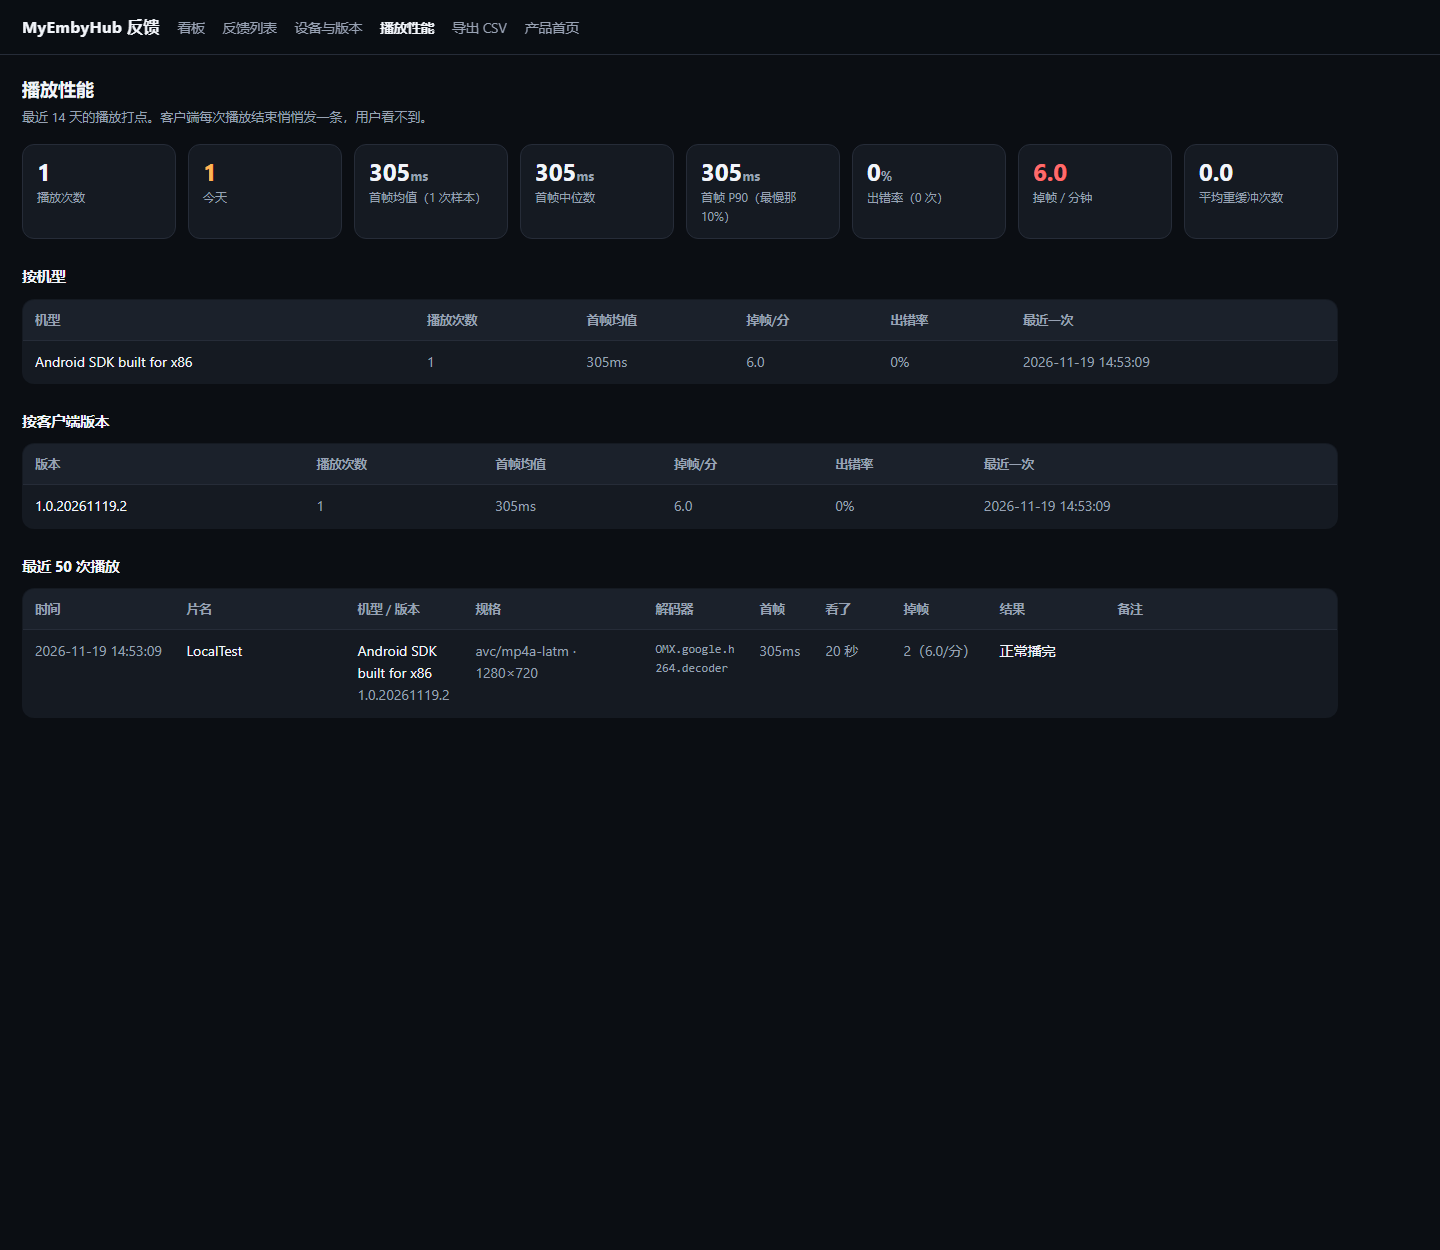 MyEmbyHub 反馈 看板 反馈列表 设备与版本 播放性能 导出 CSV 产品首页
播放性能
最近 14 天的播放打点。客户端每次播放结束悄悄发一条，用户看不到。
1
播放次数
1
今天
305ms
首帧均值（1 次样本）
305ms
首帧中位数
305ms
首帧 P90（最慢那
10%）
0%
出错率（0 次）
6.0
掉帧 / 分钟
0.0
平均重缓冲次数
按机型
机型 播放次数 首帧均值 掉帧/分 出错率 最近一次
Android SDK built for x86 1 305ms 6.0 0% 2026-11-19 14:53:09
按客户端版本
版本 播放次数 首帧均值 掉帧/分 出错率 最近一次
1.0.20261119.2 1 305ms 6.0 0% 2026-11-19 14:53:09
最近 50 次播放
时间 片名 机型 / 版本 规格 解码器 首帧 看了 掉帧 结果 备注
2026-11-19 14:53:09 LocalTest Android SDK
built for x86
1.0.20261119.2 avc/mp4a-latm ·
1280×720 OMX.google.h
264.decoder 305ms 20 秒 2（6.0/分） 正常播完